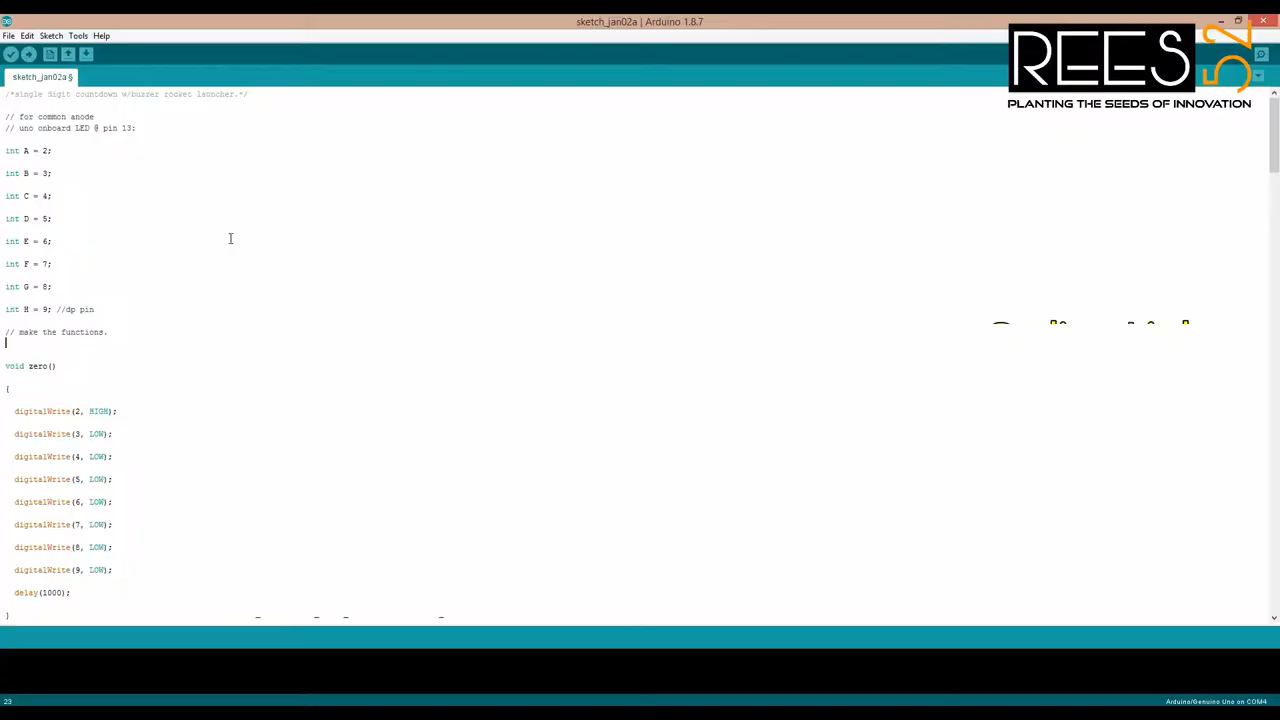 sketch_jan02a | Arduino 1.8.7
File Edit Sketch Tools Help
REES 52
PLANTING THE SEEDS OF INNOVATION
sketch_jan02a §
/*single digit countdown w/buzzer rocket launcher.*/
// for common anode
// uno onboard LED @ pin 13:
int A = 2;
int B = 3;
int C = 4;
int D = 5;
int E = 6;
int F = 7;
int G = 8;
int H = 9; //dp pin
// make the functions.
void zero()
{
digitalWrite(2, HIGH);
digitalWrite(3, LOW);
digitalWrite(4, LOW);
digitalWrite(5, LOW);
digitalWrite(6, LOW);
digitalWrite(7, LOW);
digitalWrite(8, LOW);
digitalWrite(9, LOW);
delay(1000);
}
23
Arduino/Genuino Uno on COM4